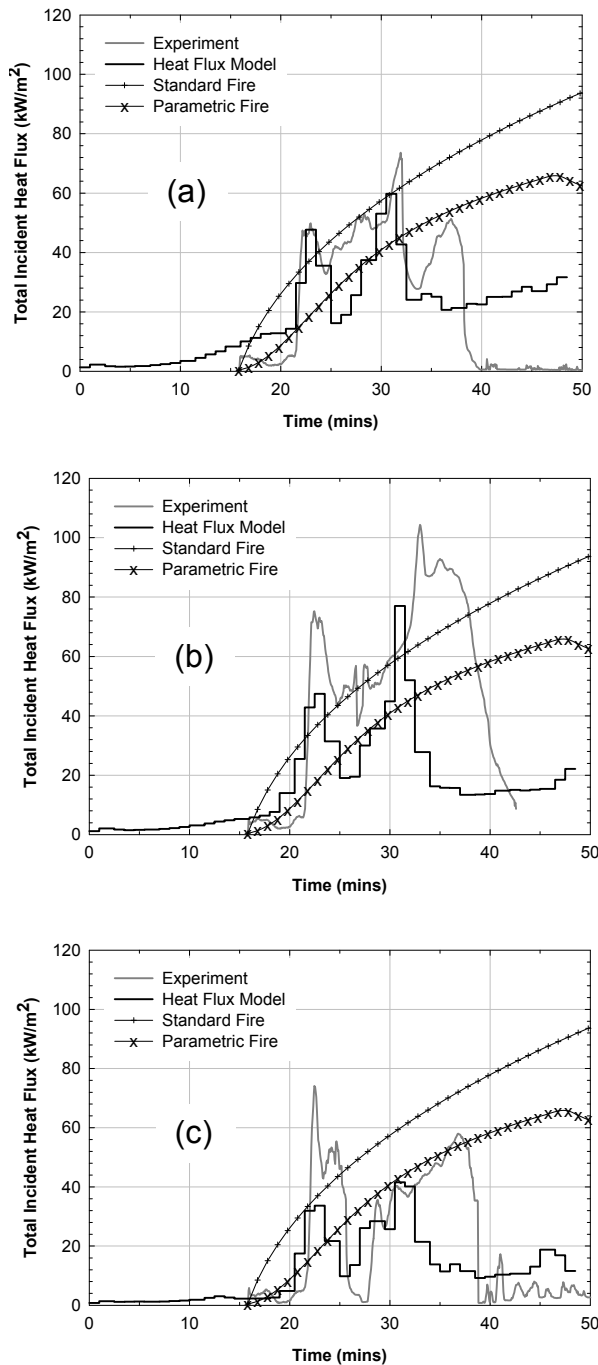 120
100
80
60
40
20
0
Total Incident Heat Flux (kW/m²)
Experiment
Heat Flux Model
Standard Fire
Parametric Fire
(a)
0 10 20 30 40 50
Time (mins)
120
100
80
60
40
20
0
Total Incident Heat Flux (kW/m²)
Experiment
Heat Flux Model
Standard Fire
Parametric Fire
(b)
0 10 20 30 40 50
Time (mins)
120
100
80
60
40
20
0
Total Incident Heat Flux (kW/m²)
Experiment
Heat Flux Model
Standard Fire
Parametric Fire
(c)
0 10 20 30 40 50
Time (mins)